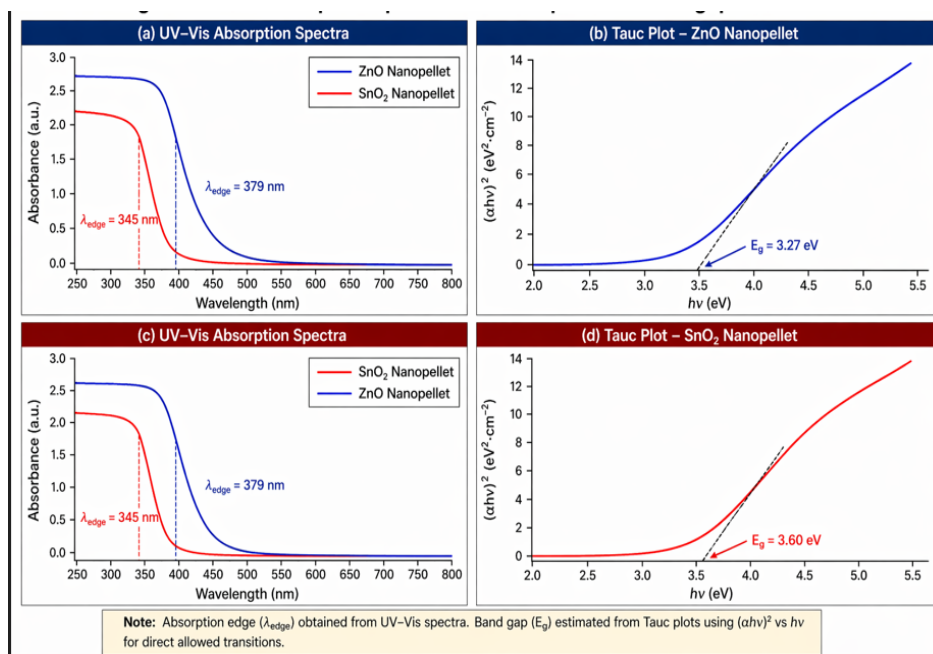 (a) UV–Vis Absorption Spectra
Absorbance (a.u.)
3.0
2.5
2.0
1.5
1.0
0.5
0.0
ZnO Nanopellet
SnO₂ Nanopellet
λedge = 379 nm
λedge = 345 nm
250 300 350 400 450 500 550 600 650 700 750 800
Wavelength (nm)
(b) Tauc Plot – ZnO Nanopellet
(αhν)² (eV²·cm⁻²)
14
12
10
8
6
4
2
0
Eg = 3.27 eV
2.0 2.5 3.0 3.5 4.0 4.5 5.0 5.5
hν (eV)
(c) UV–Vis Absorption Spectra
Absorbance (a.u.)
3.0
2.5
2.0
1.5
1.0
0.5
0.0
SnO₂ Nanopellet
ZnO Nanopellet
λedge = 379 nm
λedge = 345 nm
250 300 350 400 450 500 550 600 650 700 750 800
Wavelength (nm)
(d) Tauc Plot – SnO₂ Nanopellet
(αhν)² (eV²·cm⁻²)
14
12
10
8
6
4
2
0
Eg = 3.60 eV
2.0 2.5 3.0 3.5 4.0 4.5 5.0 5.5
hν (eV)
Note: Absorption edge (λedge) obtained from UV–Vis spectra. Band gap (Eg) estimated from Tauc plots using (αhν)² vs hν
for direct allowed transitions.